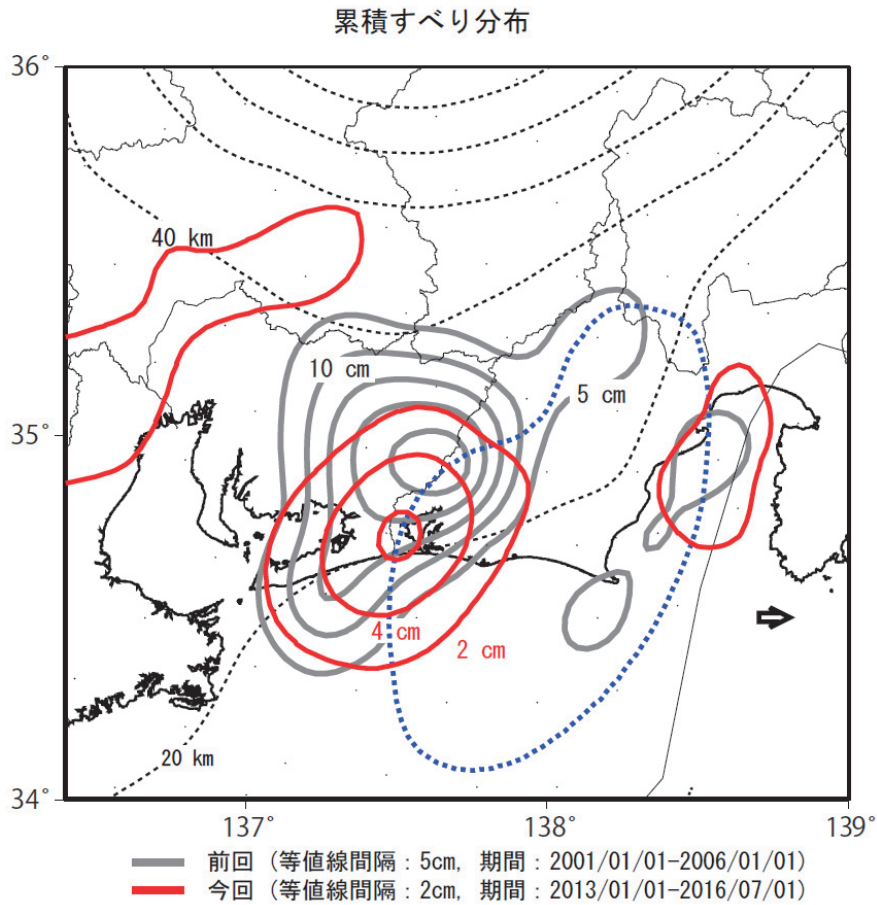 累積すべり分布
36°
40 km
10 cm
5 cm
35°
4 cm
2 cm
20 km
34°
137°
138°
139°
前回 (等値線間隔：5cm, 期間：2001/01/01-2006/01/01)
今回 (等値線間隔：2cm, 期間：2013/01/01-2016/07/01)